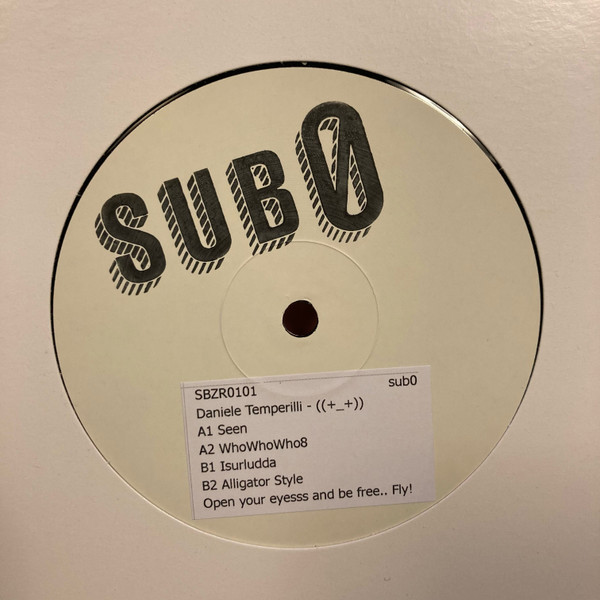 SUB0
SBZR0101 sub0
Daniele Temperilli - ((+_+))
A1 Seen
A2 WhoWhoWho8
B1 Isurludda
B2 Alligator Style
Open your eyesss and be free.. Fly!